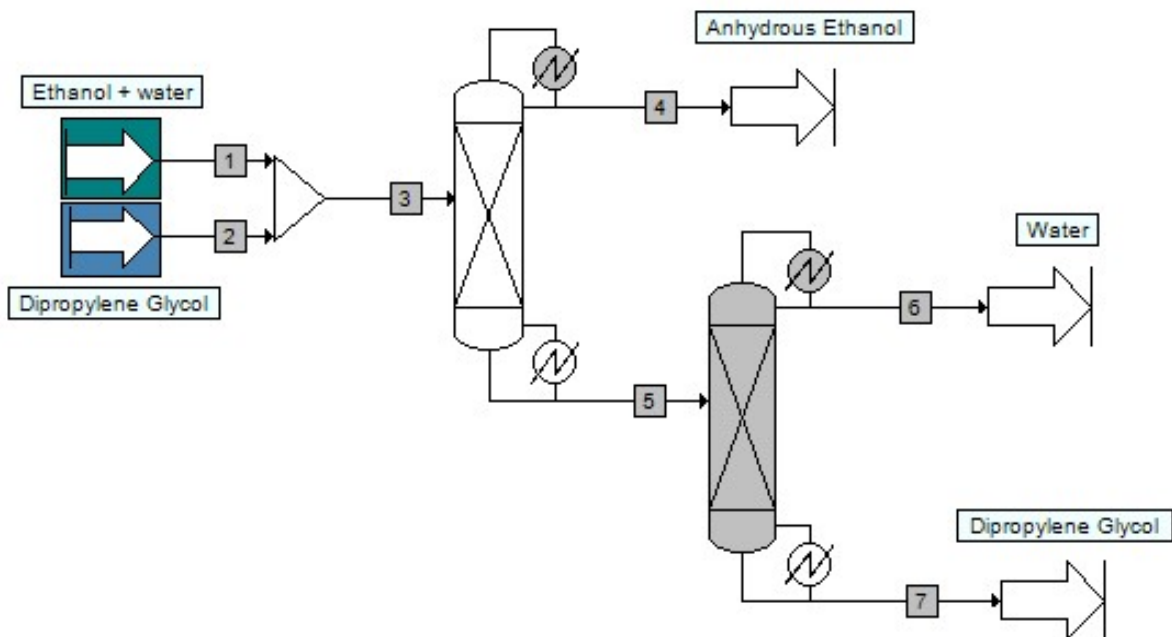 Anhydrous Ethanol
Ethanol + water
4
1
3
2
Water
Dipropylene Glycol
6
5
Dipropylene Glycol
7